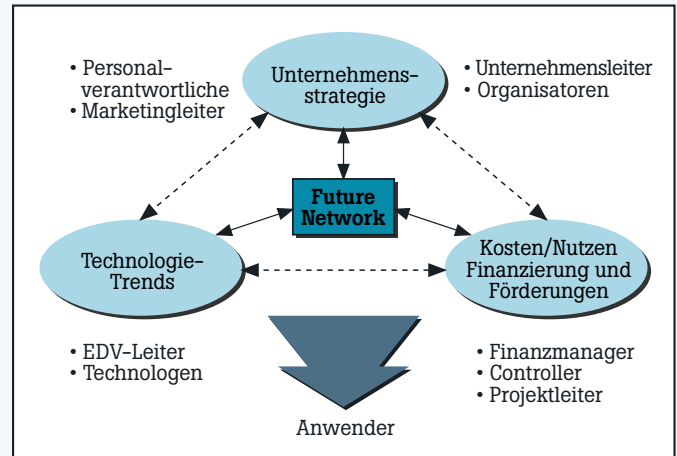 • Personal-
verantwortliche
• Marketingleiter
Unternehmens-
strategie
• Unternehmensleiter
• Organisatoren
Future
Network
Technologie-
Trends
Kosten/Nutzen
Finanzierung und
Förderungen
• EDV-Leiter
• Technologen
• Finanzmanager
• Controller
• Projektleiter
Anwender